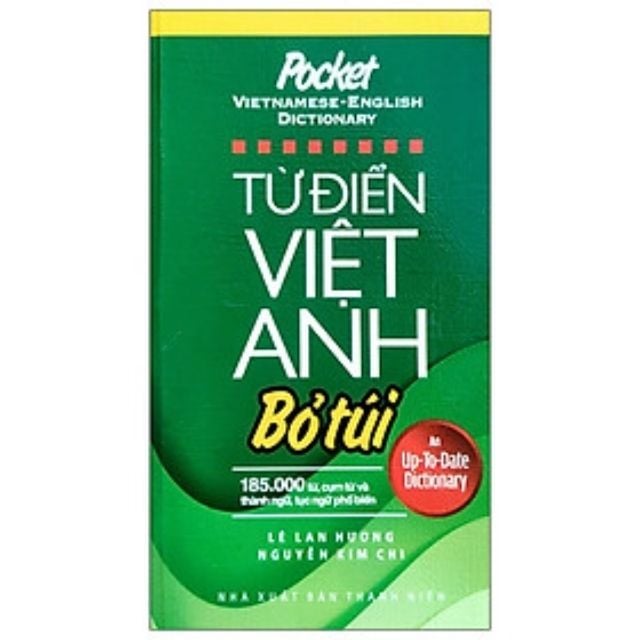 Pocket
VIETNAMESE-ENGLISH
DICTIONARY
TỪ ĐIỂN
VIỆT
ANH
Bỏ túi
185.000 từ, cụm từ và
thành ngữ, tục ngữ phổ biến
An
Up-To-Date
Dictionary
LÊ LAN HƯƠNG
NGUYỄN KIM CHI
NHÀ XUẤT BẢN THANH NIÊN